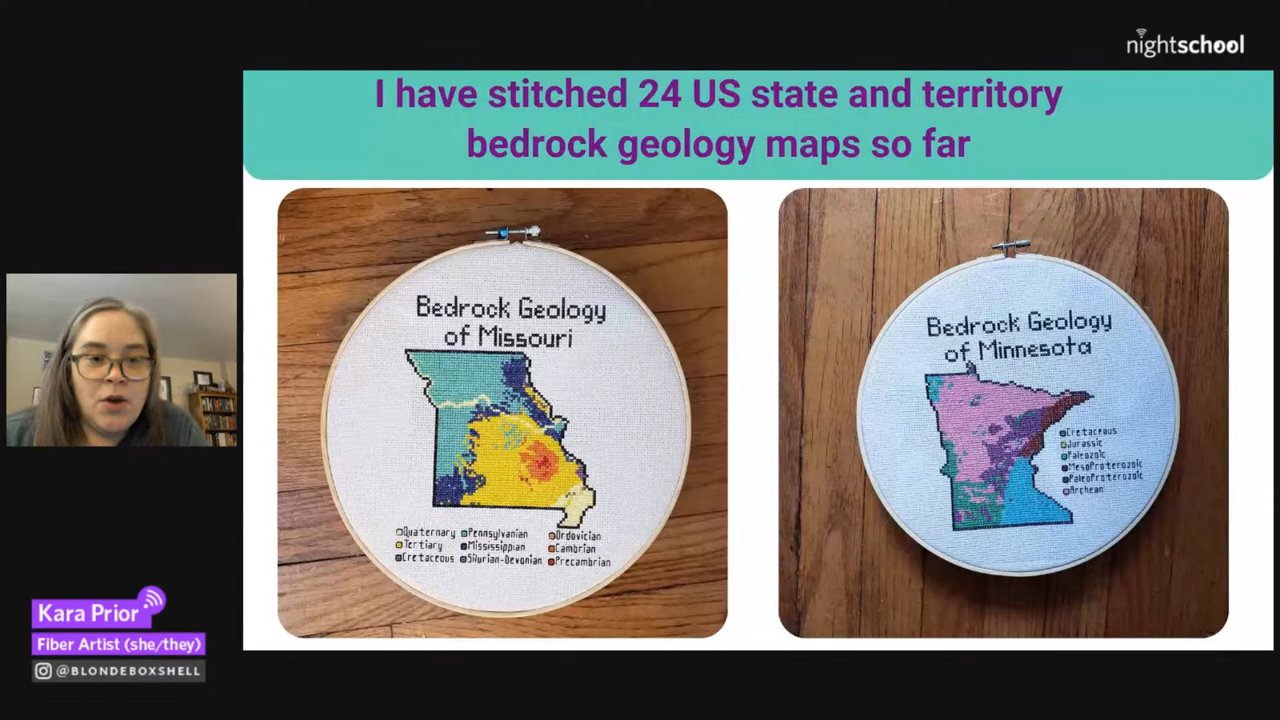 nightschool
I have stitched 24 US state and territory
bedrock geology maps so far
Bedrock Geology
of Missouri
Quaternary Pennsylvanian Ordovician
Tertiary Mississippian Cambrian
Cretaceous Silurian-Devonian Precambrian
Bedrock Geology
of Minnesota
Cretaceous
Jurassic
Paleozoic
MesoProterozoic
PaleoProterozoic
Archean
Kara Prior
Fiber Artist (she/they)
@BLONDEBOXSHELL